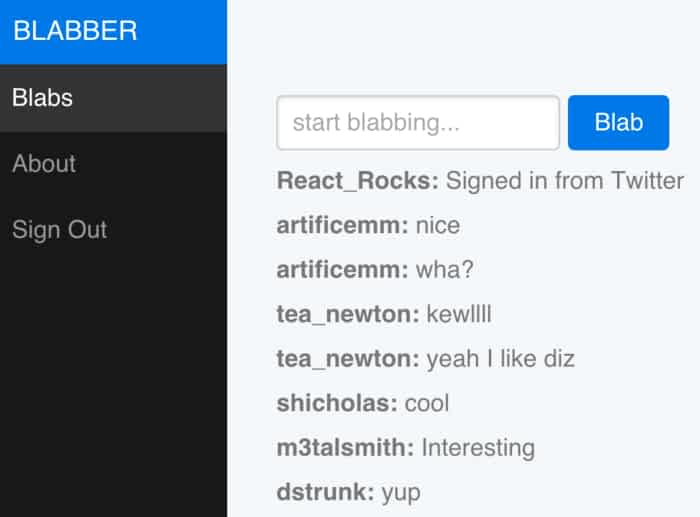 BLABBER
Blabs
About
Sign Out
start blabbing...
Blab
React_Rocks: Signed in from Twitter
artificemm: nice
artificemm: wha?
tea_newton: kewllll
tea_newton: yeah I like diz
shicholas: cool
m3talsmith: Interesting
dstrunk: yup